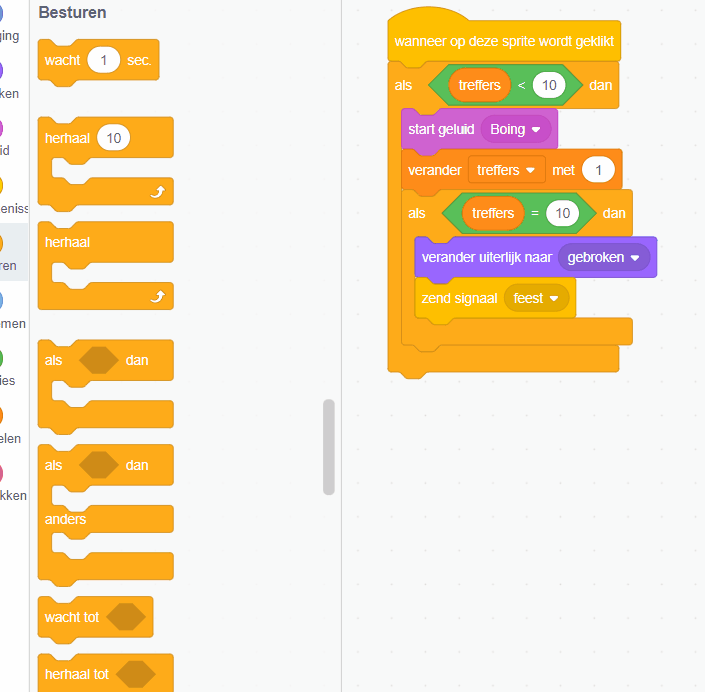 Besturen
ging
ken
id
eniss
ren
men
ies
elen
kken
wacht 1 sec.
herhaal 10
herhaal
als dan
als dan
anders
wacht tot
herhaal tot
wanneer op deze sprite wordt geklikt
als treffers < 10 dan
start geluid Boing
verander treffers met 1
als treffers = 10 dan
verander uiterlijk naar gebroken
zend signaal feest